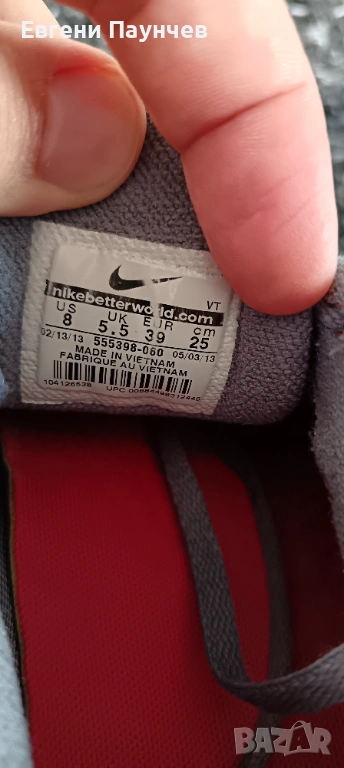 Евгени Паунчев
VT
nikebetterworld.com
US UK EUR cm
8 5.5 39 25
02/13/13 555398-060 05/03/13
MADE IN VIETNAM
FABRIQUE AU VIETNAM
104126538
BAZAR